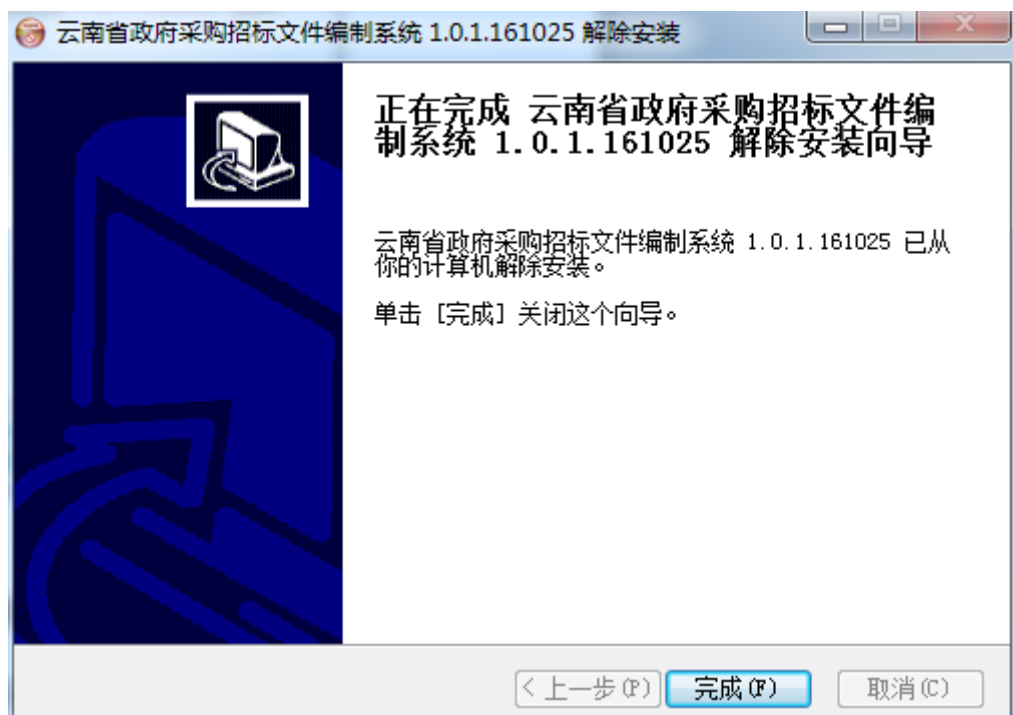 云南省政府采购招标文件编制系统 1.0.1.161025 解除安装
正在完成 云南省政府采购招标文件编
制系统 1.0.1.161025 解除安装向导
云南省政府采购招标文件编制系统 1.0.1.161025 已从
你的计算机解除安装。
单击 [完成] 关闭这个向导。
< 上一步(P) 完成(F) 取消(C)